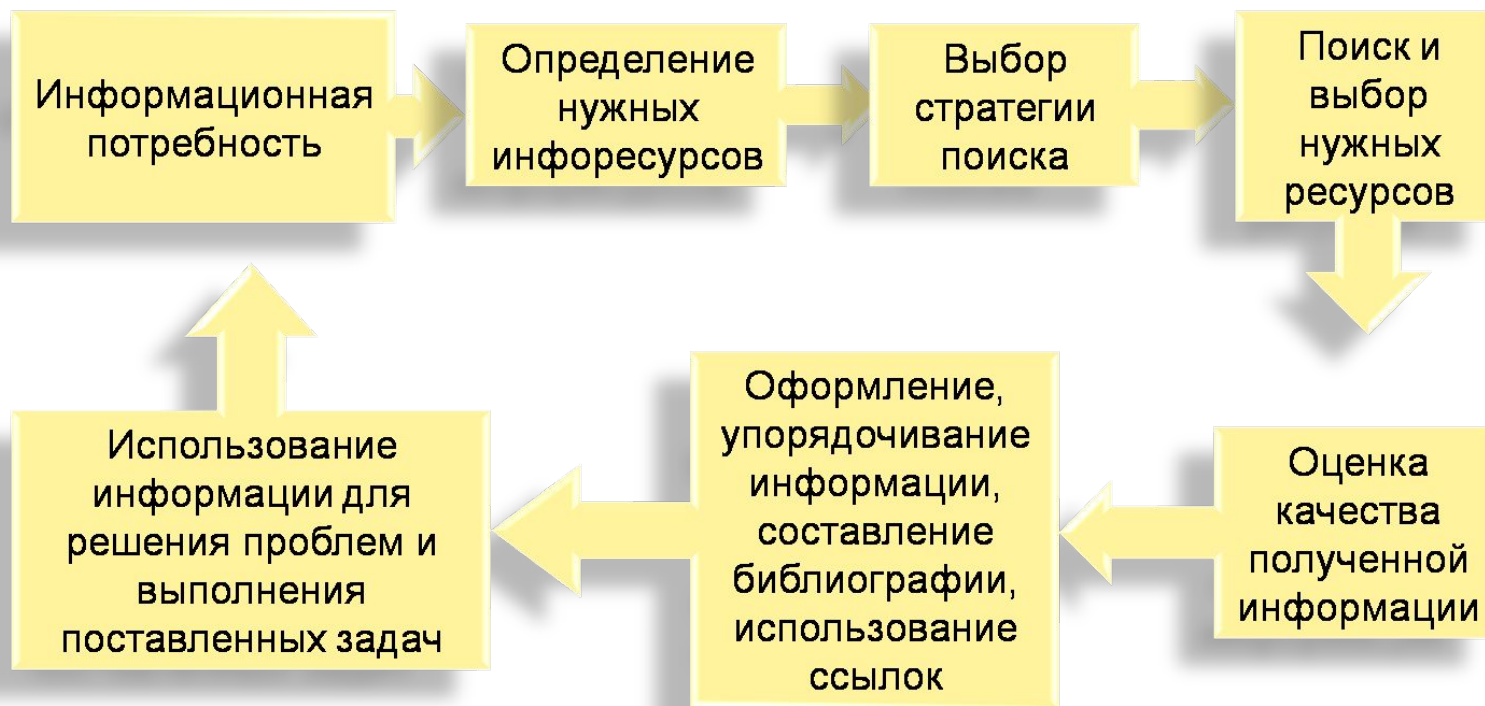 Информационная
потребность
Определение
нужных
инфоресурсов
Выбор
стратегии
поиска
Поиск и
выбор
нужных
ресурсов
Оценка
качества
полученной
информации
Оформление,
упорядочивание
информации,
составление
библиографии,
использование
ссылок
Использование
информации для
решения проблем и
выполнения
поставленных задач